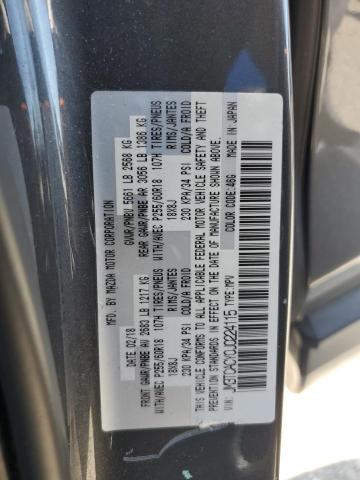 MFD. BY MAZDA MOTOR CORPORATION
02/18 GVWR/PNBV 5661 LB 2568 KG
FRONT GAWR/PNBE AV 2683 LB 1217 KG REAR GAWR/PNBE AR 3056 LB 1386 KG
WITH/AVEC P255/60R18 107H TIRES/PNEUS WITH/AVEC P255/60R18 107H TIRES/PNEUS
18X8J RIMS/JANTES 18X8J RIMS/JANTES
230 KPA/34 PSI COLD/A FROID 230 KPA/34 PSI COLD/A FROID
THIS VEHICLE CONFORMS TO ALL APPLICABLE FEDERAL MOTOR VEHICLE SAFETY AND THEFT
PREVENTION STANDARDS IN EFFECT ON THE DATE OF MANUFACTURE SHOWN ABOVE.
COLOR CODE:46G MADE IN JAPAN
VIN: JM3TCADYXJ0224115 TYPE:MPV